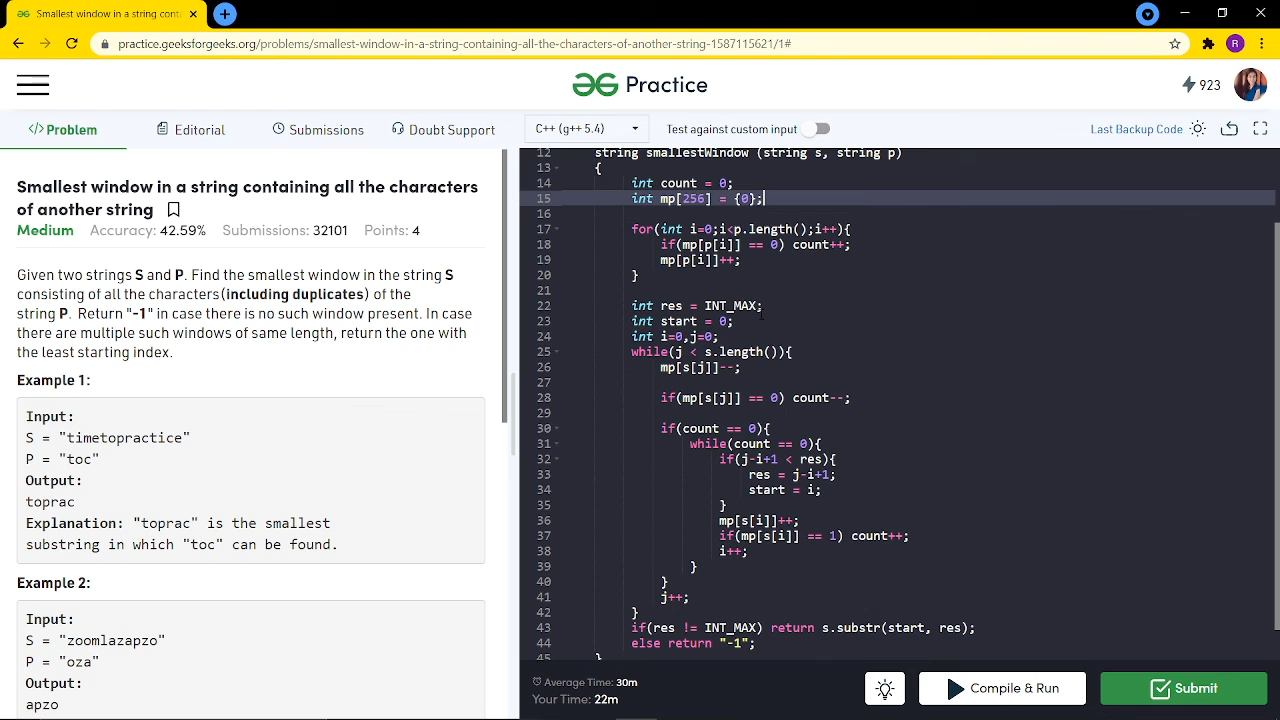 Smallest window in a string cont
practice.geeksforgeeks.org/problems/smallest-window-in-a-string-containing-all-the-characters-of-another-string-1587115621/1#
R
Practice
923
</> Problem
Editorial
Submissions
Doubt Support
C++ (g++ 5.4)
Test against custom input
Last Backup Code
Smallest window in a string containing all the characters
of another string
Medium Accuracy: 42.59% Submissions: 32101 Points: 4
Given two strings S and P. Find the smallest window in the string S
consisting of all the characters(including duplicates) of the
string P. Return "-1" in case there is no such window present. In case
there are multiple such windows of same length, return the one with
the least starting index.
Example 1:
Input:
S = "timetopractice"
P = "toc"
Output:
toprac
Explanation: "toprac" is the smallest
substring in which "toc" can be found.
Example 2:
Input:
S = "zoomlazapzo"
P = "oza"
Output:
apzo
12 string smallestWindow (string s, string p)
13 {
14 int count = 0;
15 int mp[256] = {0};
16
17 for(int i=0;i<p.length();i++){
18 if(mp[p[i]] == 0) count++;
19 mp[p[i]]++;
20 }
21
22 int res = INT_MAX;
23 int start = 0;
24 int i=0,j=0;
25 while(j < s.length()){
26 mp[s[j]]--;
27
28 if(mp[s[j]] == 0) count--;
29
30 if(count == 0){
31 while(count == 0){
32 if(j-i+1 < res){
33 res = j-i+1;
34 start = i;
35 }
36 mp[s[i]]++;
37 if(mp[s[i]] == 1) count++;
38 i++;
39 }
40 }
41 j++;
42 }
43 if(res != INT_MAX) return s.substr(start, res);
44 else return "-1";
45 }
Average Time: 30m
Your Time: 22m
Compile & Run
Submit